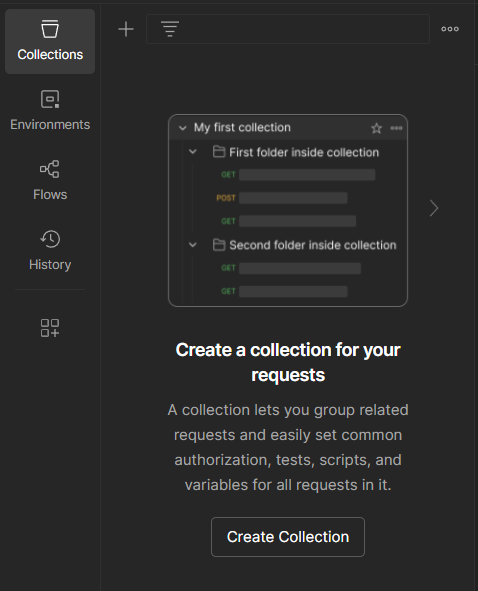 Collections
Environments
Flows
History
My first collection
First folder inside collection
GET
POST
GET
Second folder inside collection
GET
GET
Create a collection for your
requests
A collection lets you group related
requests and easily set common
authorization, tests, scripts, and
variables for all requests in it.
Create Collection